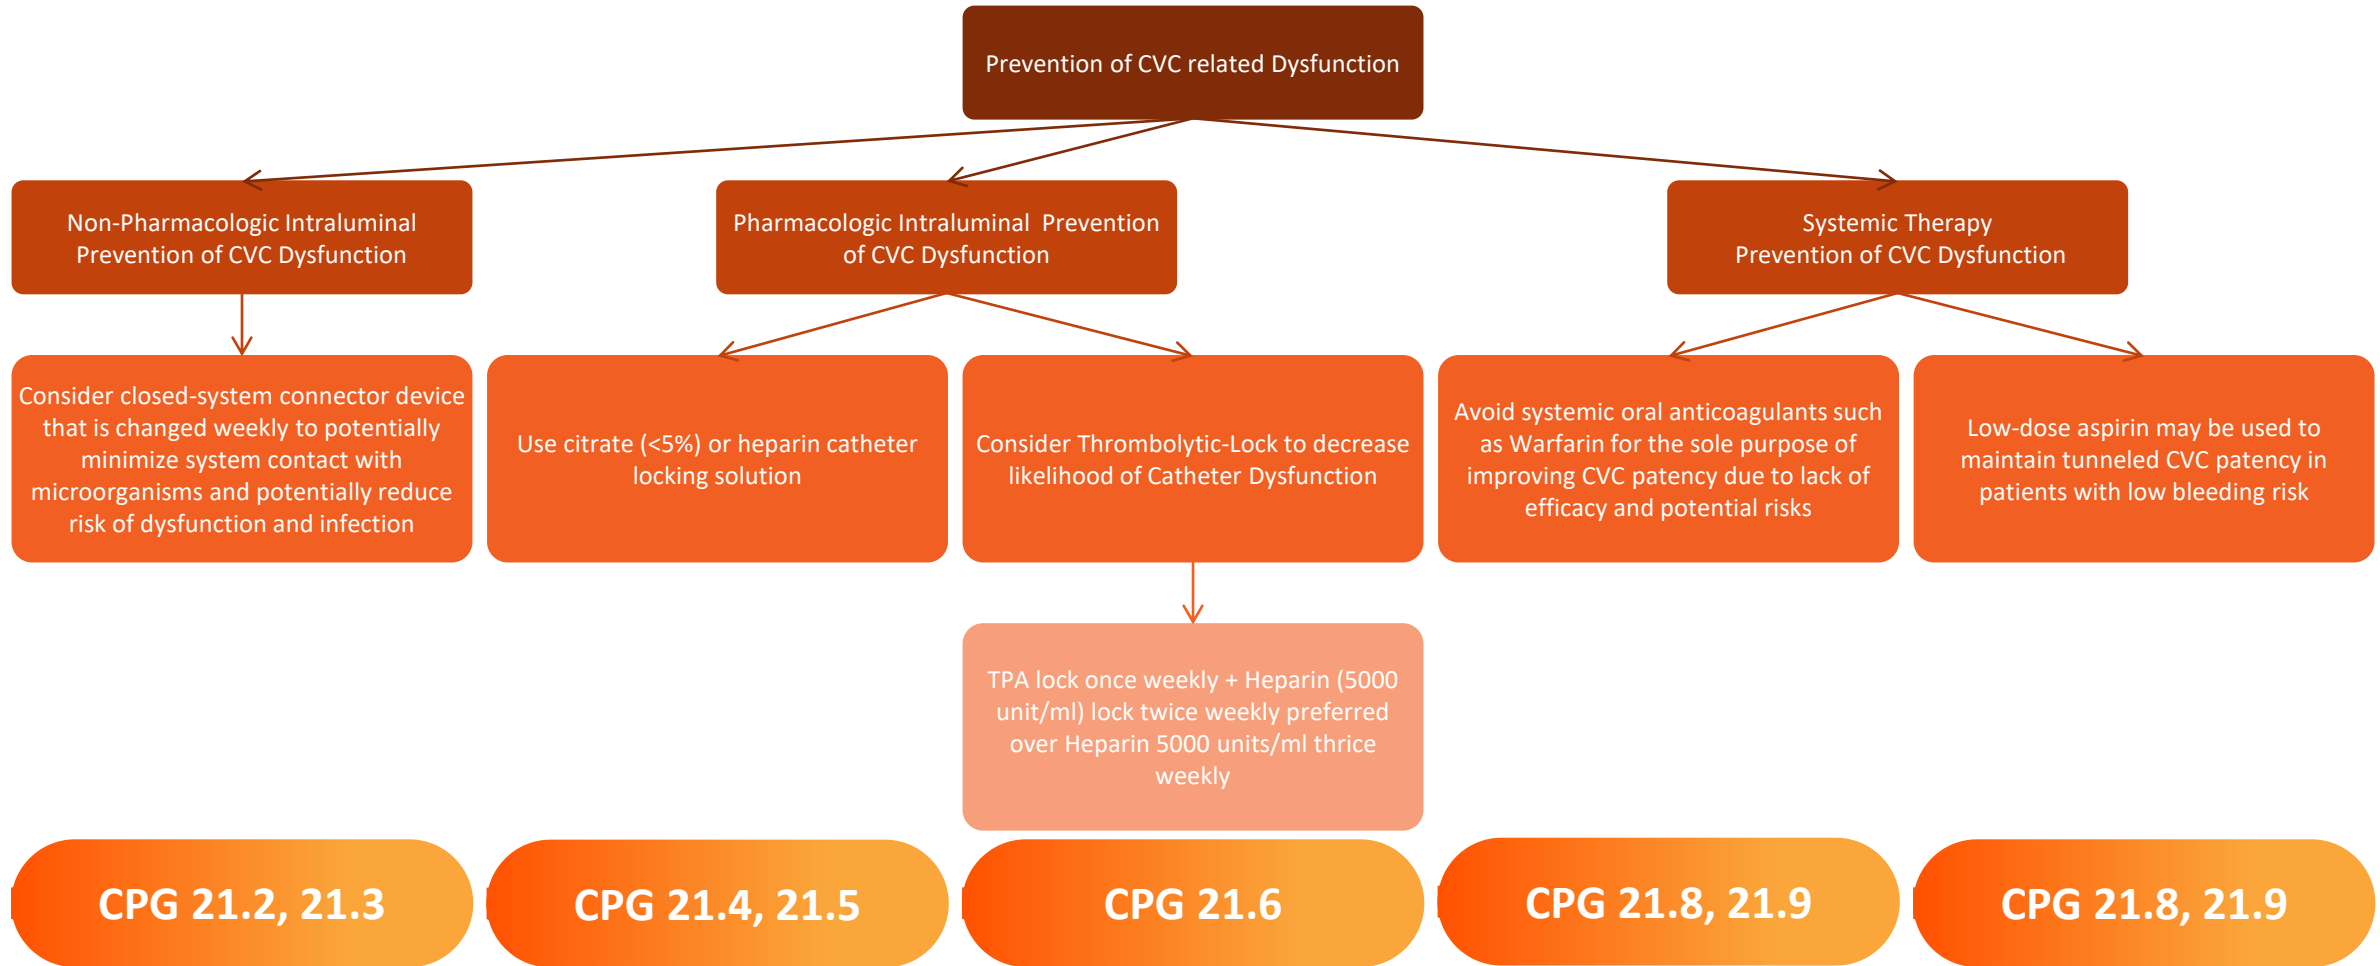 Prevention of CVC related Dysfunction
Non-Pharmacologic Intraluminal
Prevention of CVC Dysfunction
Pharmacologic Intraluminal  Prevention
of CVC Dysfunction
Systemic Therapy
Prevention of CVC Dysfunction
Consider closed-system connector device
that is changed weekly to potentially
minimize system contact with
microorganisms and potentially reduce
risk of dysfunction and infection
Use citrate (<5%) or heparin catheter
locking solution
Consider Thrombolytic-Lock to decrease
likelihood of Catheter Dysfunction
Avoid systemic oral anticoagulants such
as Warfarin for the sole purpose of
improving CVC patency due to lack of
efficacy and potential risks
Low-dose aspirin may be used to
maintain tunneled CVC patency in
patients with low bleeding risk
TPA lock once weekly + Heparin (5000
unit/ml) lock twice weekly preferred
over Heparin 5000 units/ml thrice
weekly
CPG 21.2, 21.3
CPG 21.4, 21.5
CPG 21.6
CPG 21.8, 21.9
CPG 21.8, 21.9